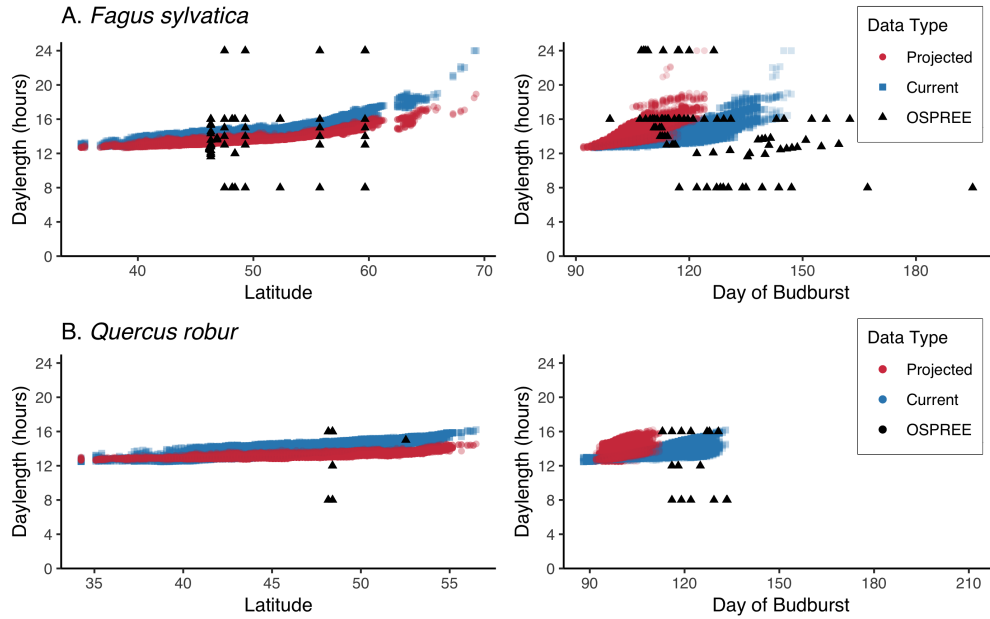 A. Fagus sylvatica
Daylength (hours)
24
20
16
12
8
4
0
40
50
60
70
Latitude
Daylength (hours)
24
20
16
12
8
4
0
90
120
150
180
Day of Budburst
Data Type
Projected
Current
OSPREE
B. Quercus robur
Daylength (hours)
24
20
16
12
8
4
0
35
40
45
50
55
Latitude
Daylength (hours)
24
20
16
12
8
4
0
90
120
150
180
210
Day of Budburst
Data Type
Projected
Current
OSPREE